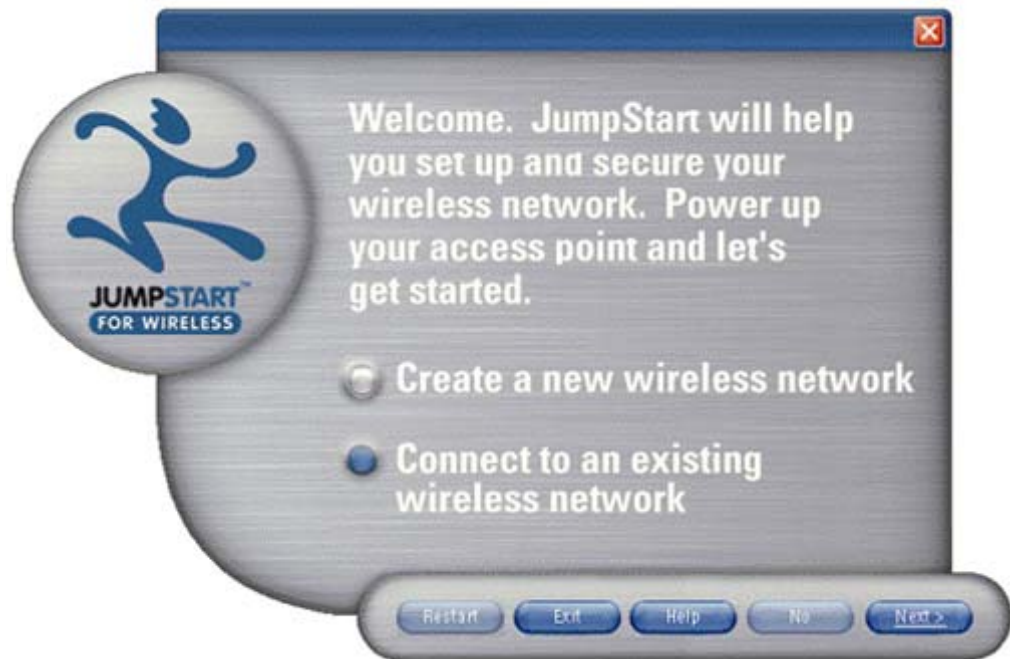 Welcome. JumpStart will help
you set up and secure your
wireless network. Power up
your access point and let's
get started.
JUMPSTART™
FOR WIRELESS
Create a new wireless network
Connect to an existing
wireless network
Restart
Exit
Help
No
Next >